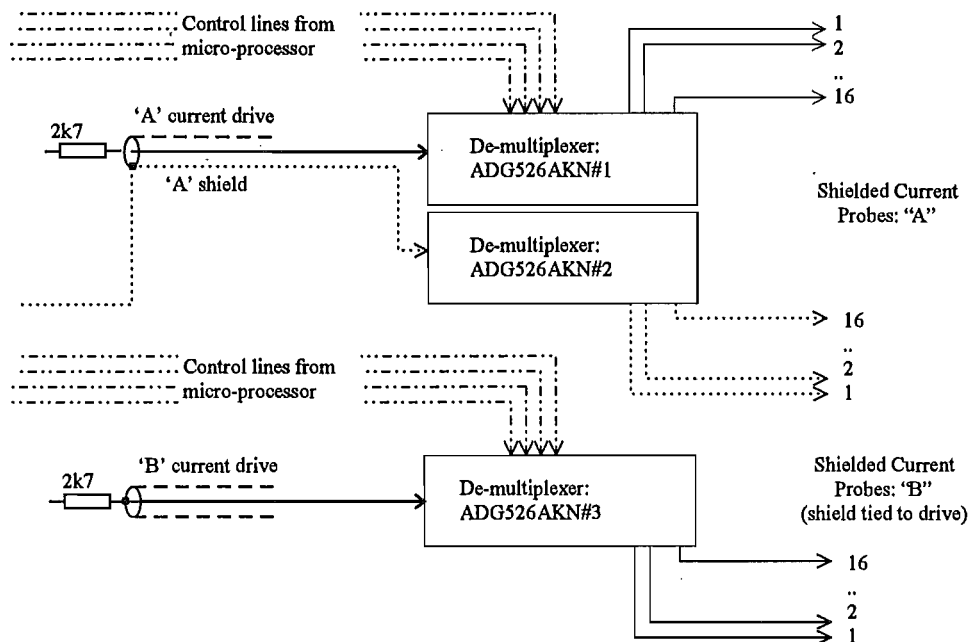 Control lines from
micro-processor
1
2
..
16
2k7
‘A’ current drive
‘A’ shield
De-multiplexer:
ADG526AKN#1
Shielded Current
Probes: “A”
De-multiplexer:
ADG526AKN#2
16
..
2
1
Control lines from
micro-processor
2k7
‘B’ current drive
De-multiplexer:
ADG526AKN#3
Shielded Current
Probes: “B”
(shield tied to drive)
16
..
2
1